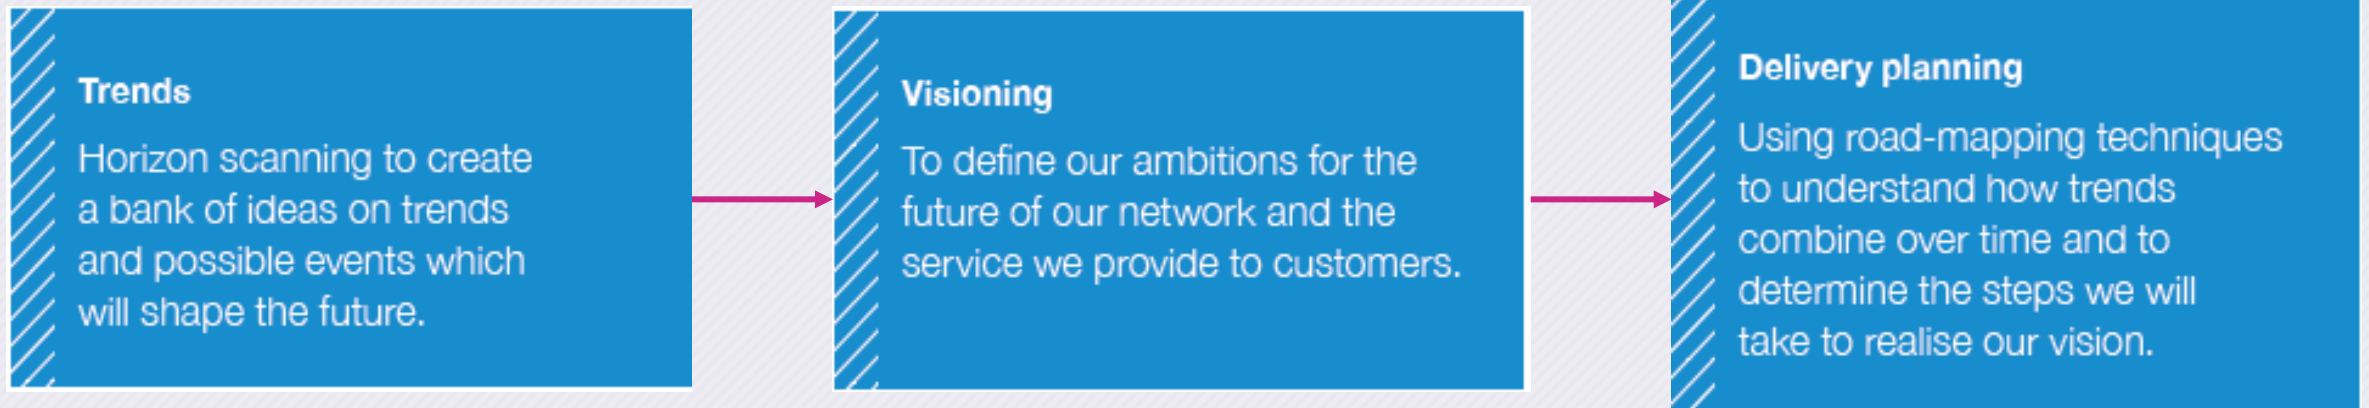 Trends
Horizon scanning to create
a bank of ideas on trends
and possible events which
will shape the future.
Visioning
To define our ambitions for the
future of our network and the
service we provide to customers.
Delivery planning
Using road-mapping techniques
to understand how trends
combine over time and to
determine the steps we will
take to realise our vision.